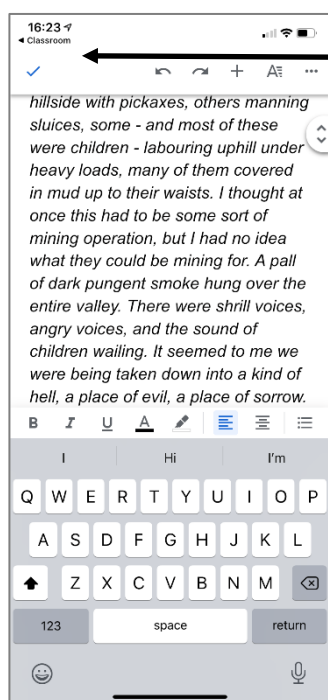 16:23
◂ Classroom
hillside with pickaxes, others manning
sluices, some - and most of these
were children - labouring uphill under
heavy loads, many of them covered
in mud up to their waists. I thought at
once this had to be some sort of
mining operation, but I had no idea
what they could be mining for. A pall
of dark pungent smoke hung over the
entire valley. There were shrill voices,
angry voices, and the sound of
children wailing. It seemed to me we
were being taken down into a kind of
hell, a place of evil, a place of sorrow.
B I U A
I Hi I'm
Q W E R T Y U I O P
A S D F G H J K L
Z X C V B N M
123 space return